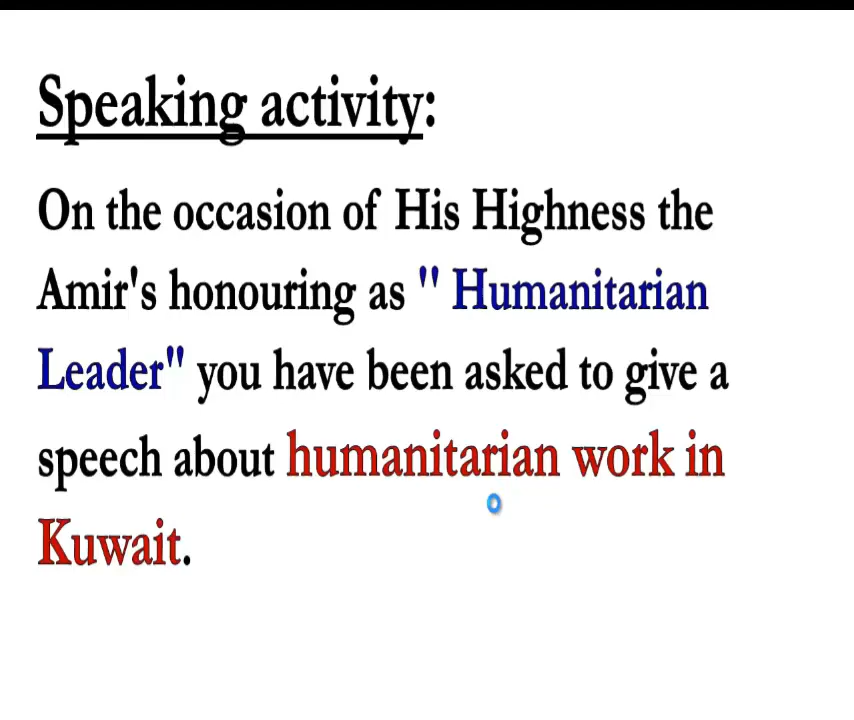 Speaking activity:
On the occasion of His Highness the
Amir's honouring as " Humanitarian
Leader" you have been asked to give a
speech about humanitarian work in
Kuwait.